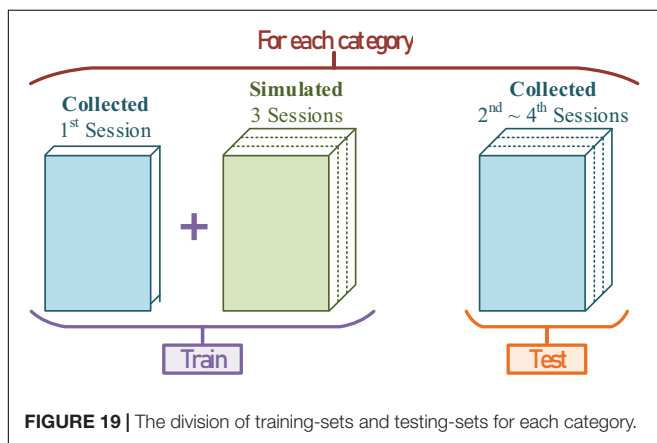 For each category
Collected
1st Session
Simulated
3 Sessions
Collected
2nd ~ 4th Sessions
+
Train
Test
FIGURE 19 | The division of training-sets and testing-sets for each category.